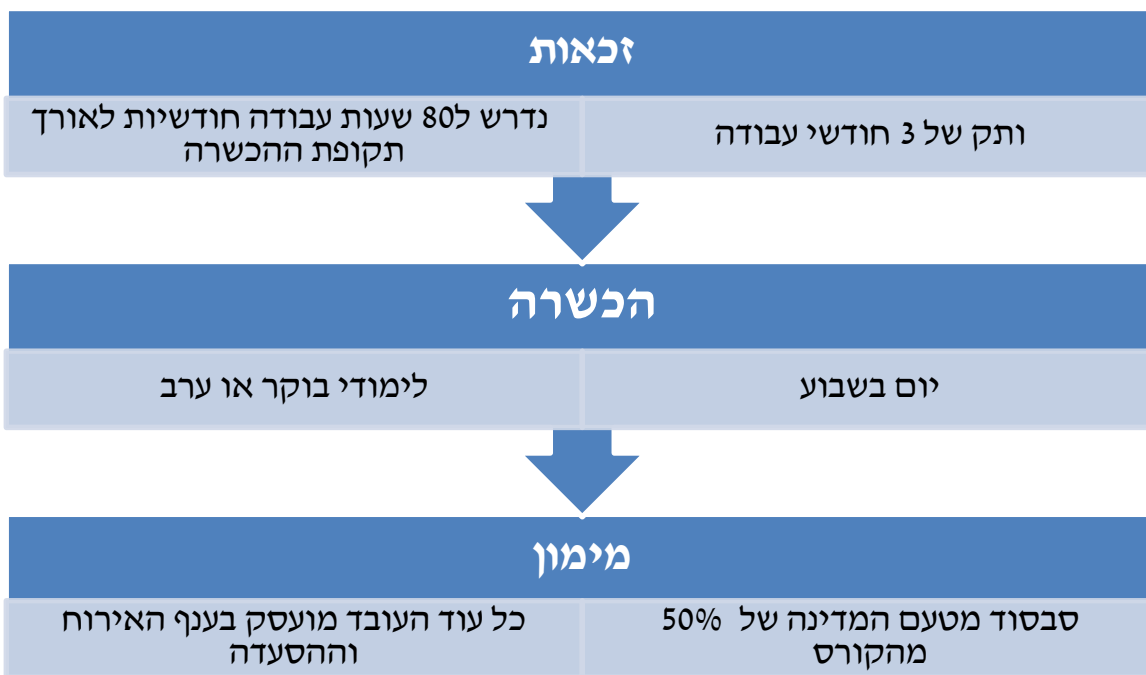 זכאות
ותק של 3 חודשי עבודה
נדרש ל80 שעות עבודה חודשיות לאורך
תקופת ההכשרה
הכשרה
יום בשבוע
לימודי בוקר או ערב
מימון
סבסוד מטעם המדינה של 50%
מהקורס
כל עוד העובד מועסק בענף האירוח
וההסעדה